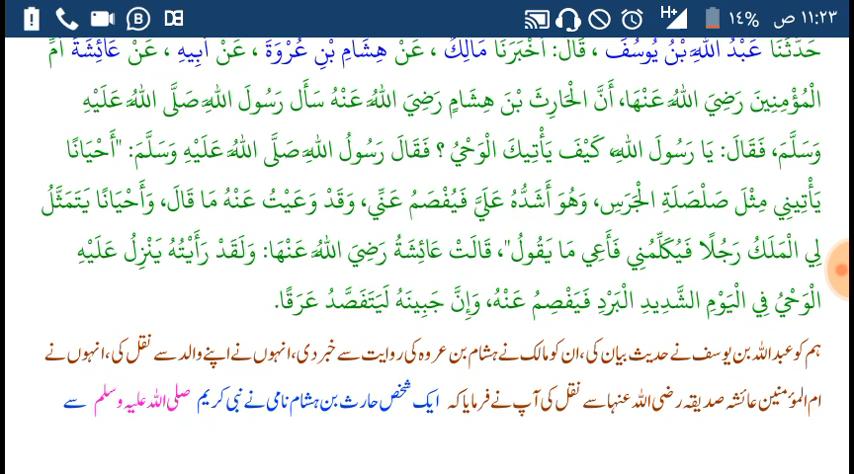 ١١:٢٣ ص ١٤% H+
حَدَّثَنَا عَبْدُ اللَّهِ بْنُ يُوسُفَ ، قَالَ: أَخْبَرَنَا مَالِكٌ ، عَنْ هِشَامِ بْنِ عُرْوَةَ ، عَنْ أَبِيهِ ، عَنْ عَائِشَةَ أُمِّ
الْمُؤْمِنِينَ رَضِيَ اللَّهُ عَنْهَا، أَنَّ الْحَارِثَ بْنَ هِشَامٍ رَضِيَ اللَّهُ عَنْهُ سَأَلَ رَسُولَ اللَّهِ صَلَّى اللَّهُ عَلَيْهِ
وَسَلَّمَ، فَقَالَ: يَا رَسُولَ اللَّهِ، كَيْفَ يَأْتِيكَ الْوَحْيُ ؟ فَقَالَ رَسُولُ اللَّهِ صَلَّى اللَّهُ عَلَيْهِ وَسَلَّمَ: "أَحْيَانًا
يَأْتِينِي مِثْلَ صَلْصَلَةِ الْجَرَسِ، وَهُوَ أَشَدُّهُ عَلَيَّ فَيُفْصَمُ عَنِّي، وَقَدْ وَعَيْتُ عَنْهُ مَا قَالَ، وَأَحْيَانًا يَتَمَثَّلُ
لِي الْمَلَكُ رَجُلًا فَيُكَلِّمُنِي فَأَعِي مَا يَقُولُ"، قَالَتْ عَائِشَةُ رَضِيَ اللَّهُ عَنْهَا: وَلَقَدْ رَأَيْتُهُ يَنْزِلُ عَلَيْهِ
الْوَحْيُ فِي الْيَوْمِ الشَّدِيدِ الْبَرْدِ فَيَفْصِمُ عَنْهُ، وَإِنَّ جَبِينَهُ لَيَتَفَصَّدُ عَرَقًا.
ہم کو عبداللہ بن یوسف نے حدیث بیان کی، ان کو مالک نے ہشام بن عروہ کی روایت سے خبر دی، انہوں نے اپنے والد سے نقل کی، انہوں نے
ام المؤمنین عائشہ صدیقہ رضی اللہ عنہا سے نقل کی آپ نے فرمایا کہ ایک شخص حارث بن ہشام نامی نے نبی کریم صلی اللہ علیہ وسلم سے